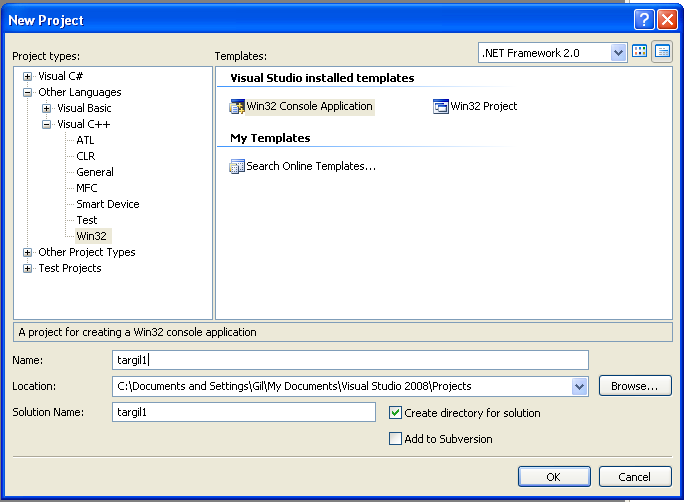 New Project
Project types:
Templates:
.NET Framework 2.0
Visual C#
Other Languages
Visual Basic
Visual C++
ATL
CLR
General
MFC
Smart Device
Test
Win32
Other Project Types
Test Projects
Visual Studio installed templates
Win32 Console Application
Win32 Project
My Templates
Search Online Templates...
A project for creating a Win32 console application
Name:
targil1
Location:
C:\Documents and Settings\Gil\My Documents\Visual Studio 2008\Projects
Browse...
Solution Name:
targil1
Create directory for solution
Add to Subversion
OK
Cancel